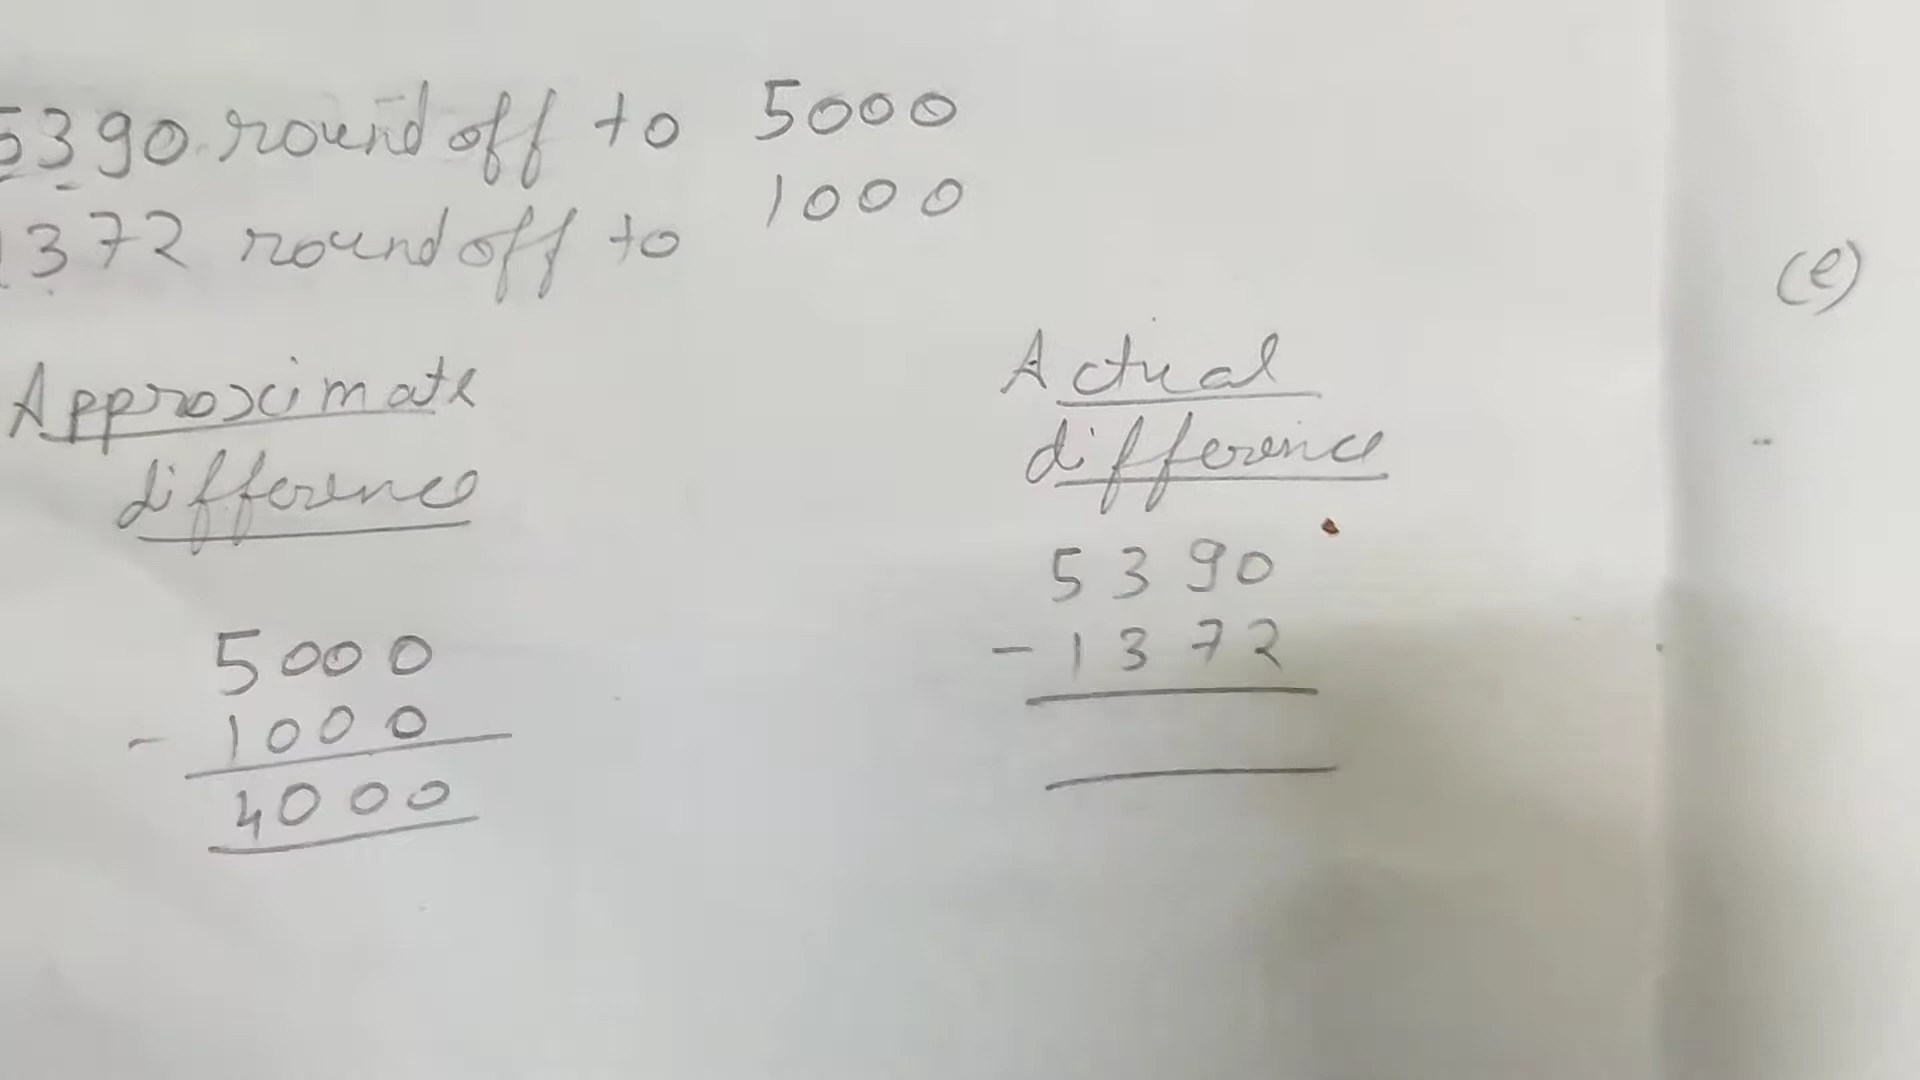 5390 round off to 5000
1372 round off to 1000
Approximate
difference
5000
- 1000
4000
Actual
difference
5390
- 1372
(e)